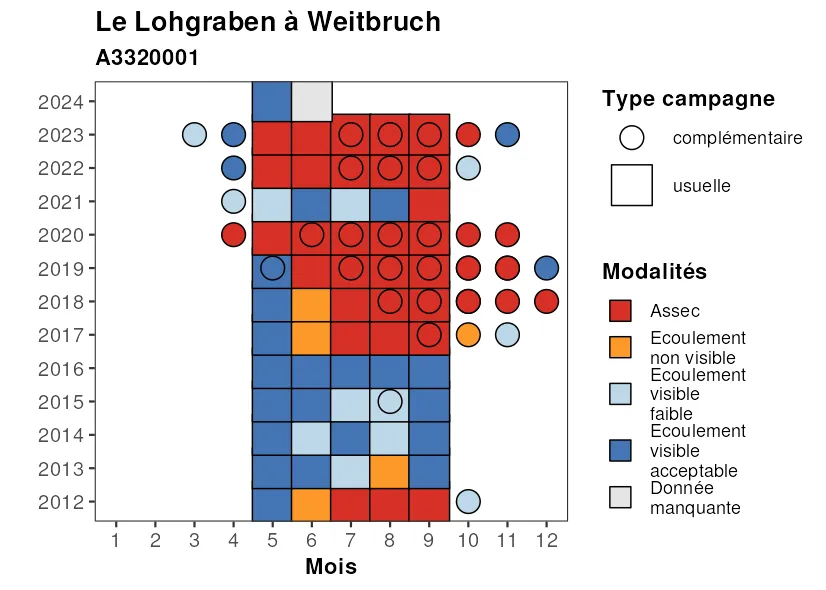 Le Lohgraben à Weitbruch
A3320001
2024
2023
2022
2021
2020
2019
2018
2017
2016
2015
2014
2013
2012
1 2 3 4 5 6 7 8 9 10 11 12
Mois
Type campagne
complémentaire
usuelle
Modalités
Assec
Ecoulement
non visible
Ecoulement
visible
faible
Ecoulement
visible
acceptable
Donnée
manquante